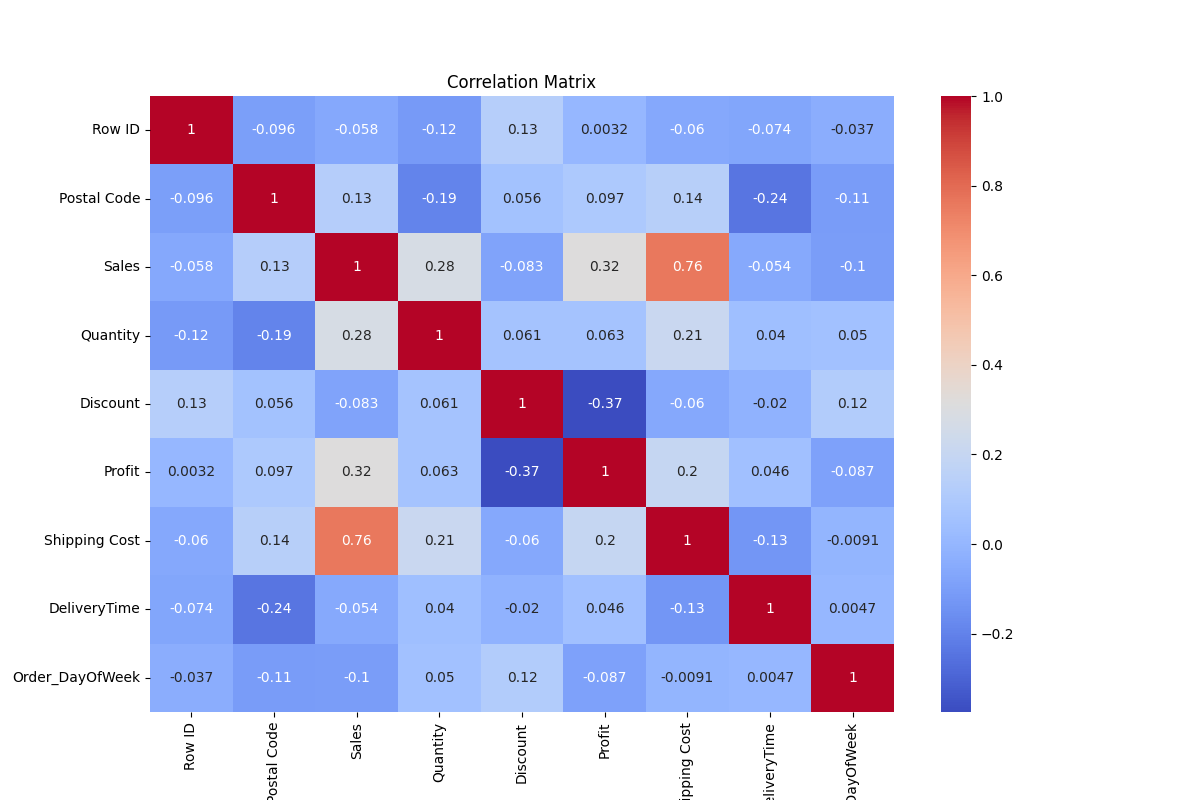 Correlation Matrix
Row ID 1 -0.096 -0.058 -0.12 0.13 0.0032 -0.06 -0.074 -0.037
Postal Code -0.096 1 0.13 -0.19 0.056 0.097 0.14 -0.24 -0.11
Sales -0.058 0.13 1 0.28 -0.083 0.32 0.76 -0.054 -0.1
Quantity -0.12 -0.19 0.28 1 0.061 0.063 0.21 0.04 0.05
Discount 0.13 0.056 -0.083 0.061 1 -0.37 -0.06 -0.02 0.12
Profit 0.0032 0.097 0.32 0.063 -0.37 1 0.2 0.046 -0.087
Shipping Cost -0.06 0.14 0.76 0.21 -0.06 0.2 1 -0.13 -0.0091
DeliveryTime -0.074 -0.24 -0.054 0.04 -0.02 0.046 -0.13 1 0.0047
Order_DayOfWeek -0.037 -0.11 -0.1 0.05 0.12 -0.087 -0.0091 0.0047 1
Row ID
Postal Code
Sales
Quantity
Discount
Profit
ipping Cost
eliveryTime
DayOfWeek
1.0
0.8
0.6
0.4
0.2
0.0
−0.2